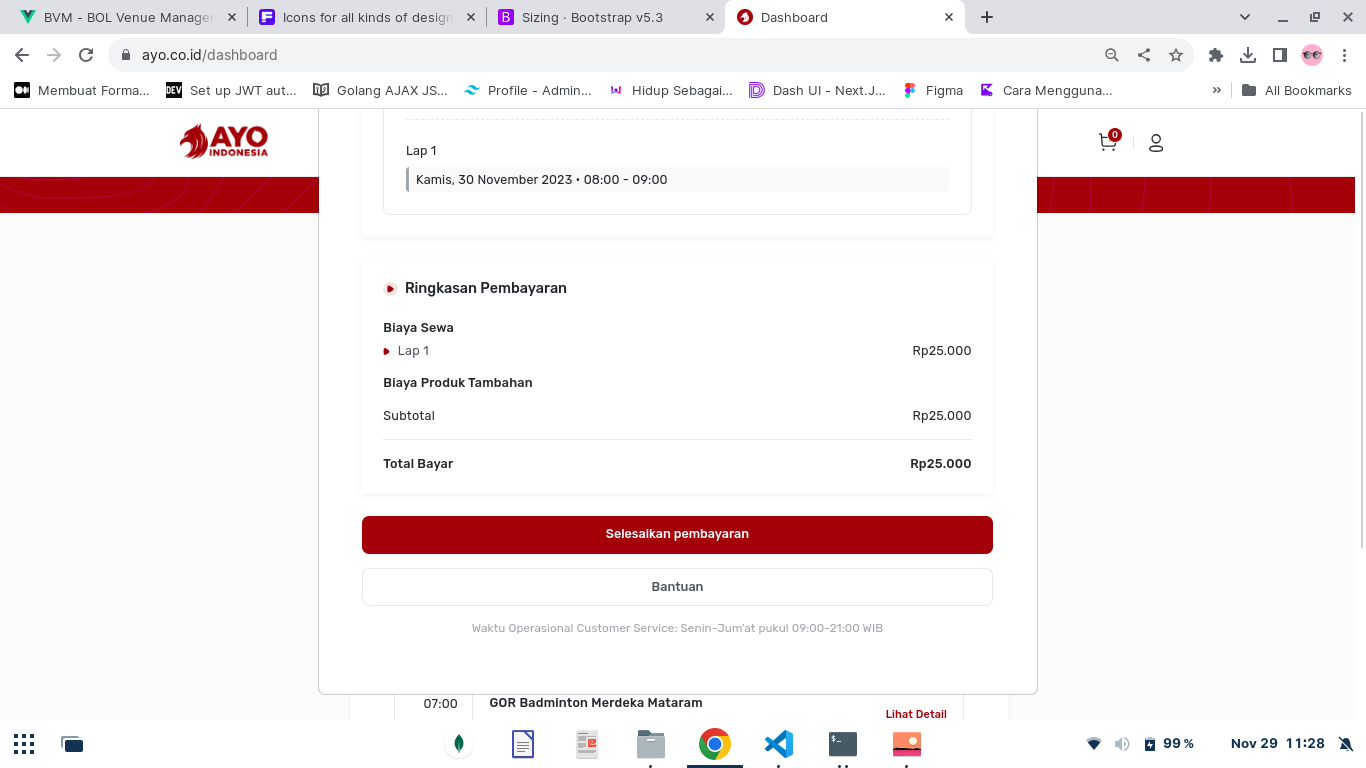 BVM - BOL Venue Manager
Icons for all kinds of design
Sizing · Bootstrap v5.3
Dashboard
ayo.co.id/dashboard
Membuat Forma...
DEV
Set up JWT aut...
Golang AJAX JS...
Profile - Admin...
Hidup Sebagai...
Dash UI - Next.J...
Figma
Cara Mengguna...
»
All Bookmarks
AYO
INDONESIA
0
Lap 1
Kamis, 30 November 2023 • 08:00 - 09:00
Ringkasan Pembayaran
Biaya Sewa
Lap 1 Rp25.000
Biaya Produk Tambahan
Subtotal Rp25.000
Total Bayar Rp25.000
Selesaikan pembayaran
Bantuan
Waktu Operasional Customer Service: Senin-Jum'at pukul 09:00-21:00 WIB
07:00 GOR Badminton Merdeka Mataram
Lihat Detail
99 %
Nov 29 11:28